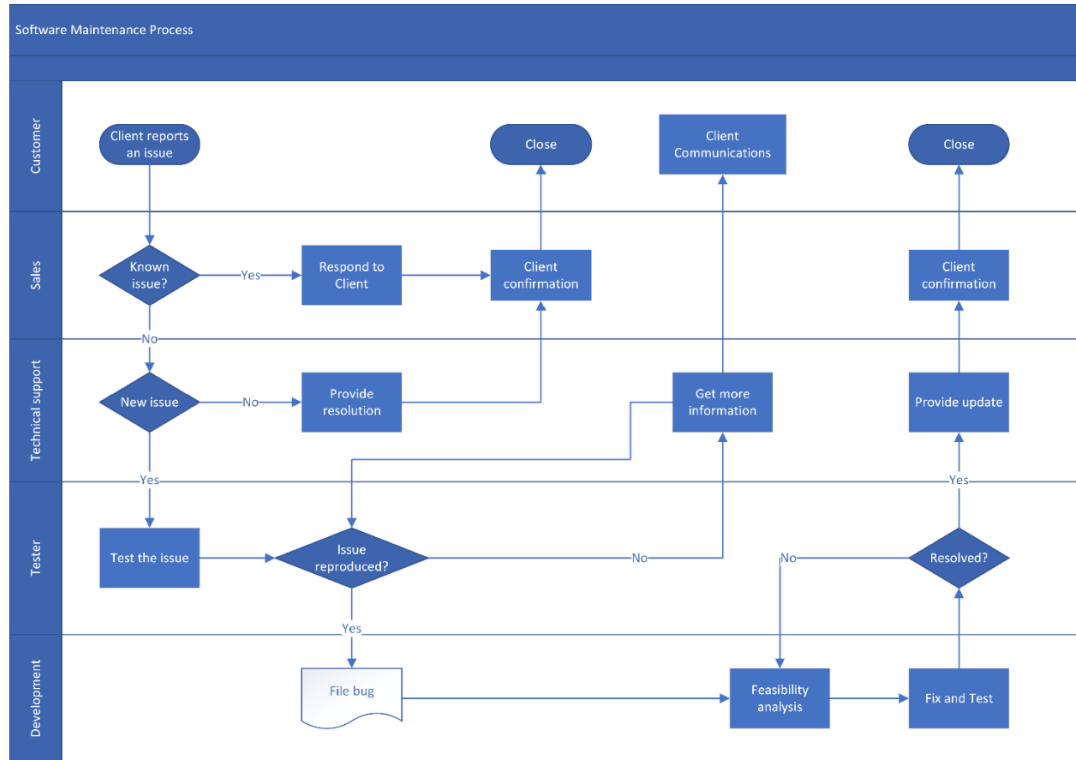 Software Maintenance Process
Customer
Client reports
an issue
Close
Client
Communications
Close
Sales
Known
issue?
Yes
Respond to
Client
Client
confirmation
Client
confirmation
No
Technical support
New issue
No
Provide
resolution
Get more
information
Provide update
Yes
Yes
Tester
Test the issue
Issue
reproduced?
No
No
Resolved?
Yes
Development
File bug
Feasibility
analysis
Fix and Test